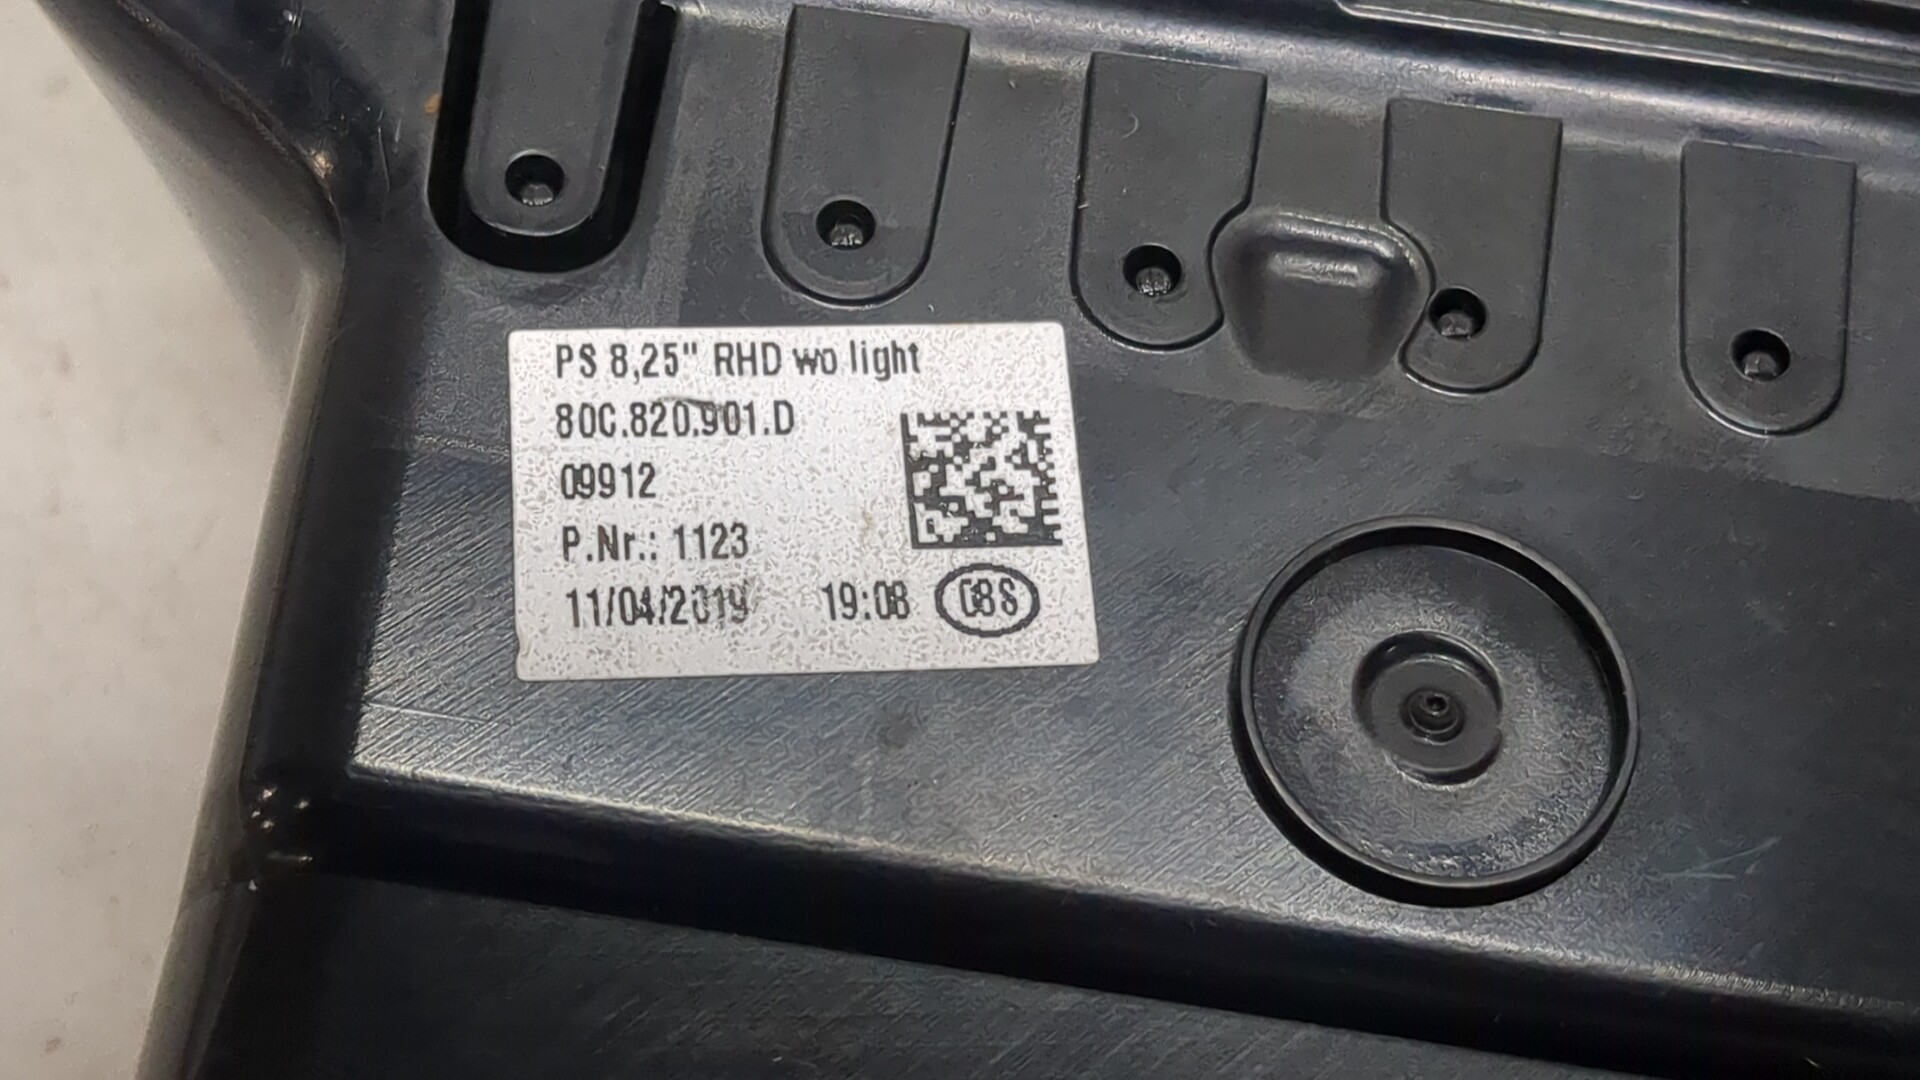 PS 8,25" RHD wo light
80C.820.901.D
09912
P.Nr.: 1123
11/04/2019 19:08 08S